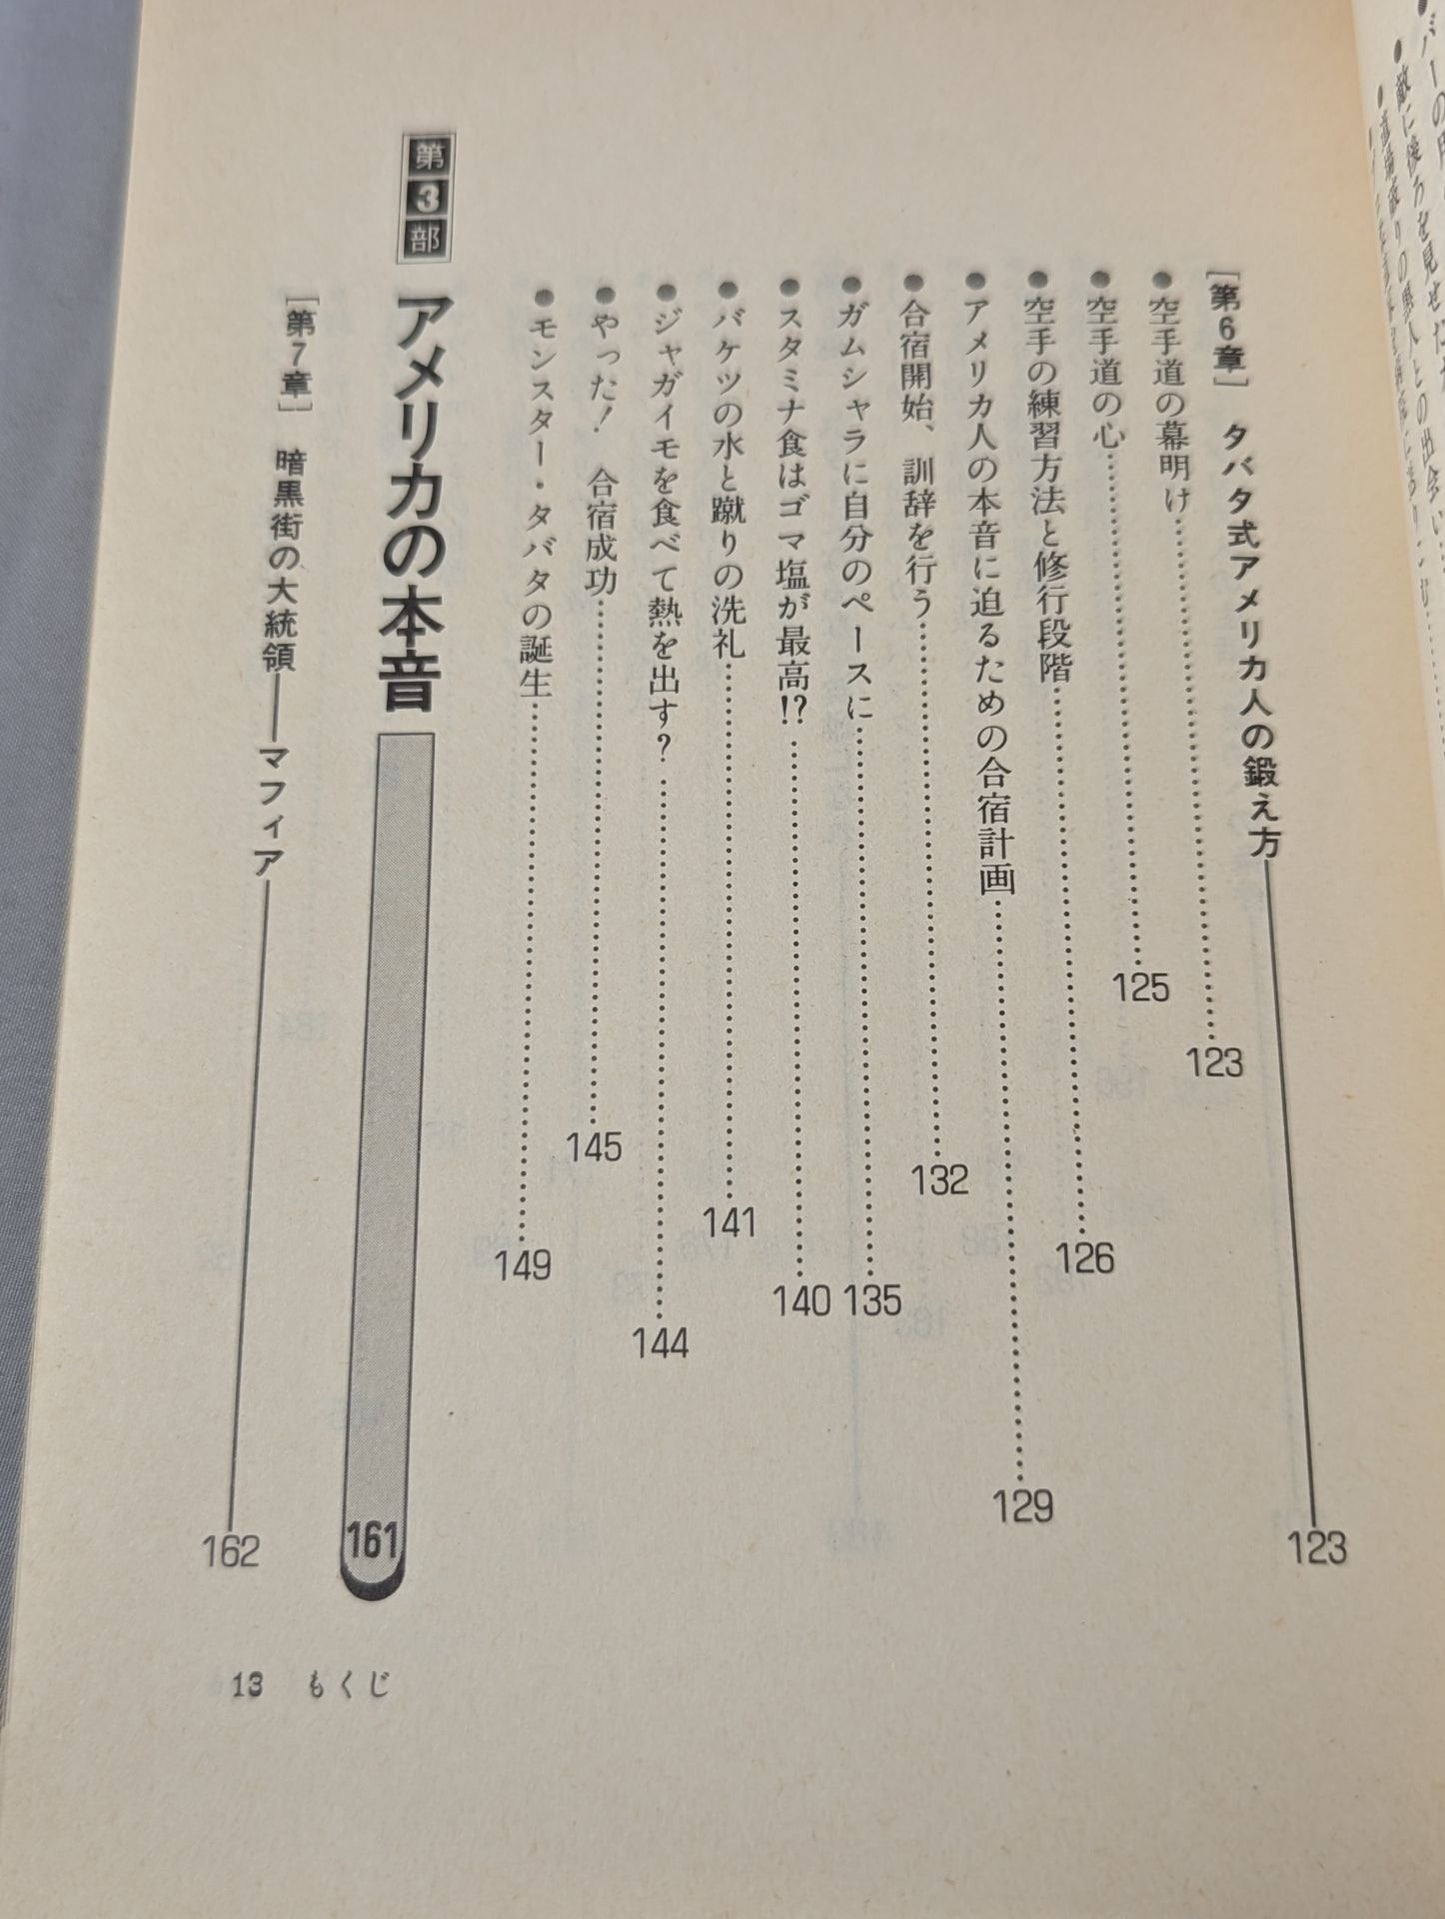 [第6章] タバタ式アメリカ人の鍛え方 123
●空手道の幕明け……123
●空手道の心……125
●空手の練習方法と修行段階……126
●アメリカ人の本音に迫るための合宿計画……129
●合宿開始、訓辞を行う……132
●ガムシャラに自分のペースに……135
●スタミナ食はゴマ塩が最高!?……140
●バケツの水と蹴りの洗礼……141
●ジャガイモを食べて熱を出す?……144
●やった! 合宿成功……145
●モンスター・タバタの誕生……149
第3部 アメリカの本音 161
[第7章] 暗黒街の大統領──マフィア 162
13 もくじ